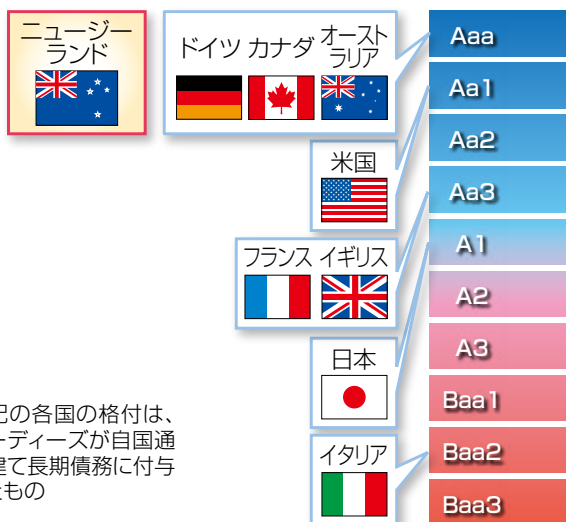 ニュージー
ランド
ドイツ カナダ オースト
ラリア
米国
フランス イギリス
日本
イタリア
Aaa
Aa1
Aa2
Aa3
A1
A2
A3
Baa1
Baa2
Baa3
記の各国の格付は、
ーディーズが自国通
建て長期債務に付与
たもの